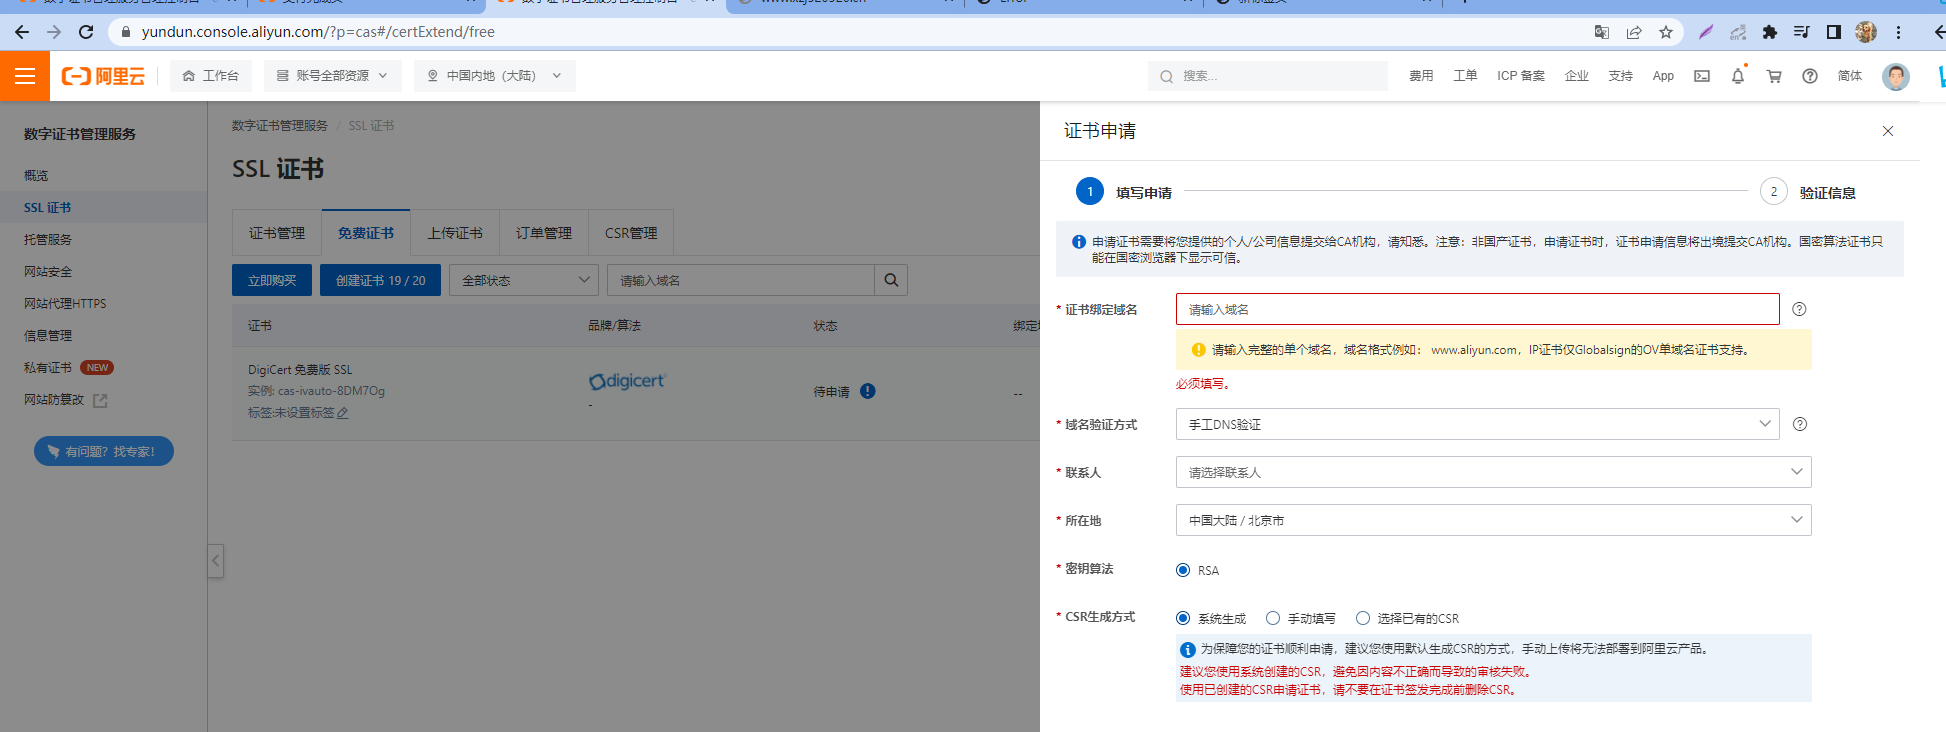 yundun.console.aliyun.com/?p=cas#/certExtend/free
阿里云
工作台
账号全部资源
中国内地（大陆）
搜索...
费用
工单
ICP 备案
企业
支持
App
简体
数字证书管理服务
概览
SSL 证书
托管服务
网站安全
网站代理HTTPS
信息管理
私有证书 NEW
网站防篡改
有问题？找专家！
数字证书管理服务 / SSL 证书
SSL 证书
证书管理
免费证书
上传证书
订单管理
CSR管理
立即购买
创建证书 19 / 20
全部状态
请输入域名
证书
品牌/算法
状态
DigiCert 免费版 SSL
实例: cas-ivauto-8DM7Og
标签:未设置标签
digicert
-
待申请
--
证书申请
1 填写申请
2 验证信息
申请证书需要将您提供的个人/公司信息提交给CA机构，请知悉。注意：非国产证书，申请证书时，证书申请信息将出境提交CA机构。国密算法证书只
能在国密浏览器下显示可信。
* 证书绑定域名
请输入域名
请输入完整的单个域名，域名格式例如： www.aliyun.com，IP证书仅Globalsign的OV单域名证书支持。
必须填写。
* 域名验证方式
手工DNS验证
* 联系人
请选择联系人
* 所在地
中国大陆 / 北京市
* 密钥算法
RSA
* CSR生成方式
系统生成
手动填写
选择已有的CSR
为保障您的证书顺利申请，建议您使用默认生成CSR的方式，手动上传将无法部署到阿里云产品。
建议您使用系统创建的CSR，避免因内容不正确而导致的审核失败。
使用已创建的CSR申请证书，请不要在证书签发完成前删除CSR。